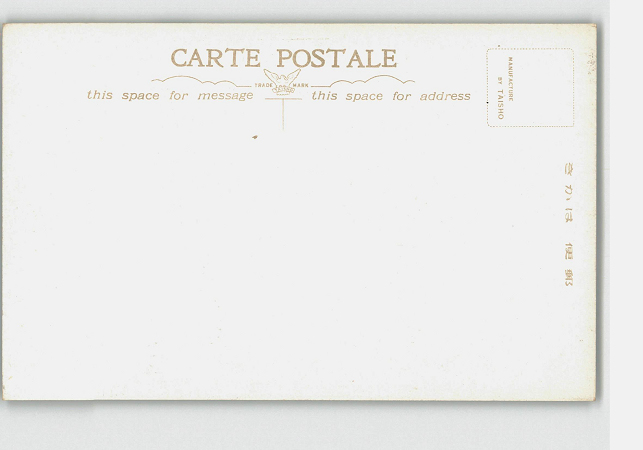 CARTE POSTALE
TRADE MARK
this space for message
this space for address
MANUFACTURE
BY TAISHO
きかは便郵